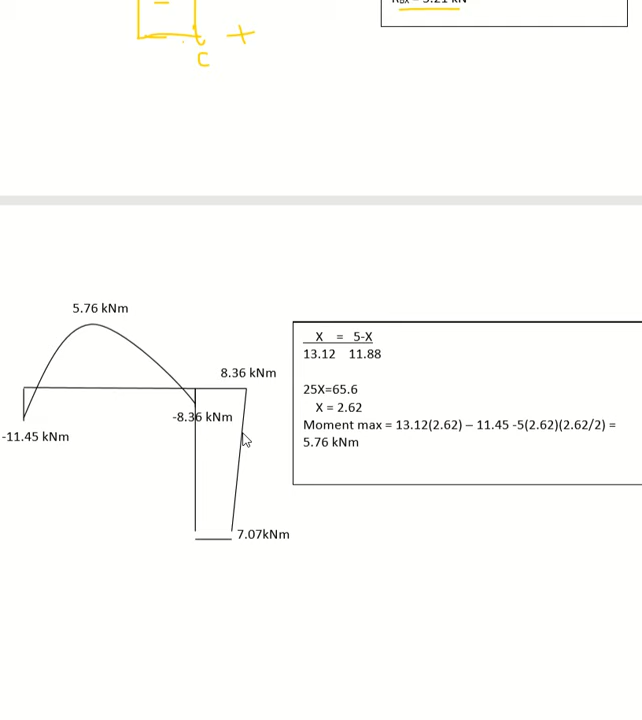 C
5.76 kNm
8.36 kNm
-8.36 kNm
-11.45 kNm
7.07kNm
X = 5-X
13.12 11.88
25X=65.6
X = 2.62
Moment max = 13.12(2.62) – 11.45 -5(2.62)(2.62/2) =
5.76 kNm